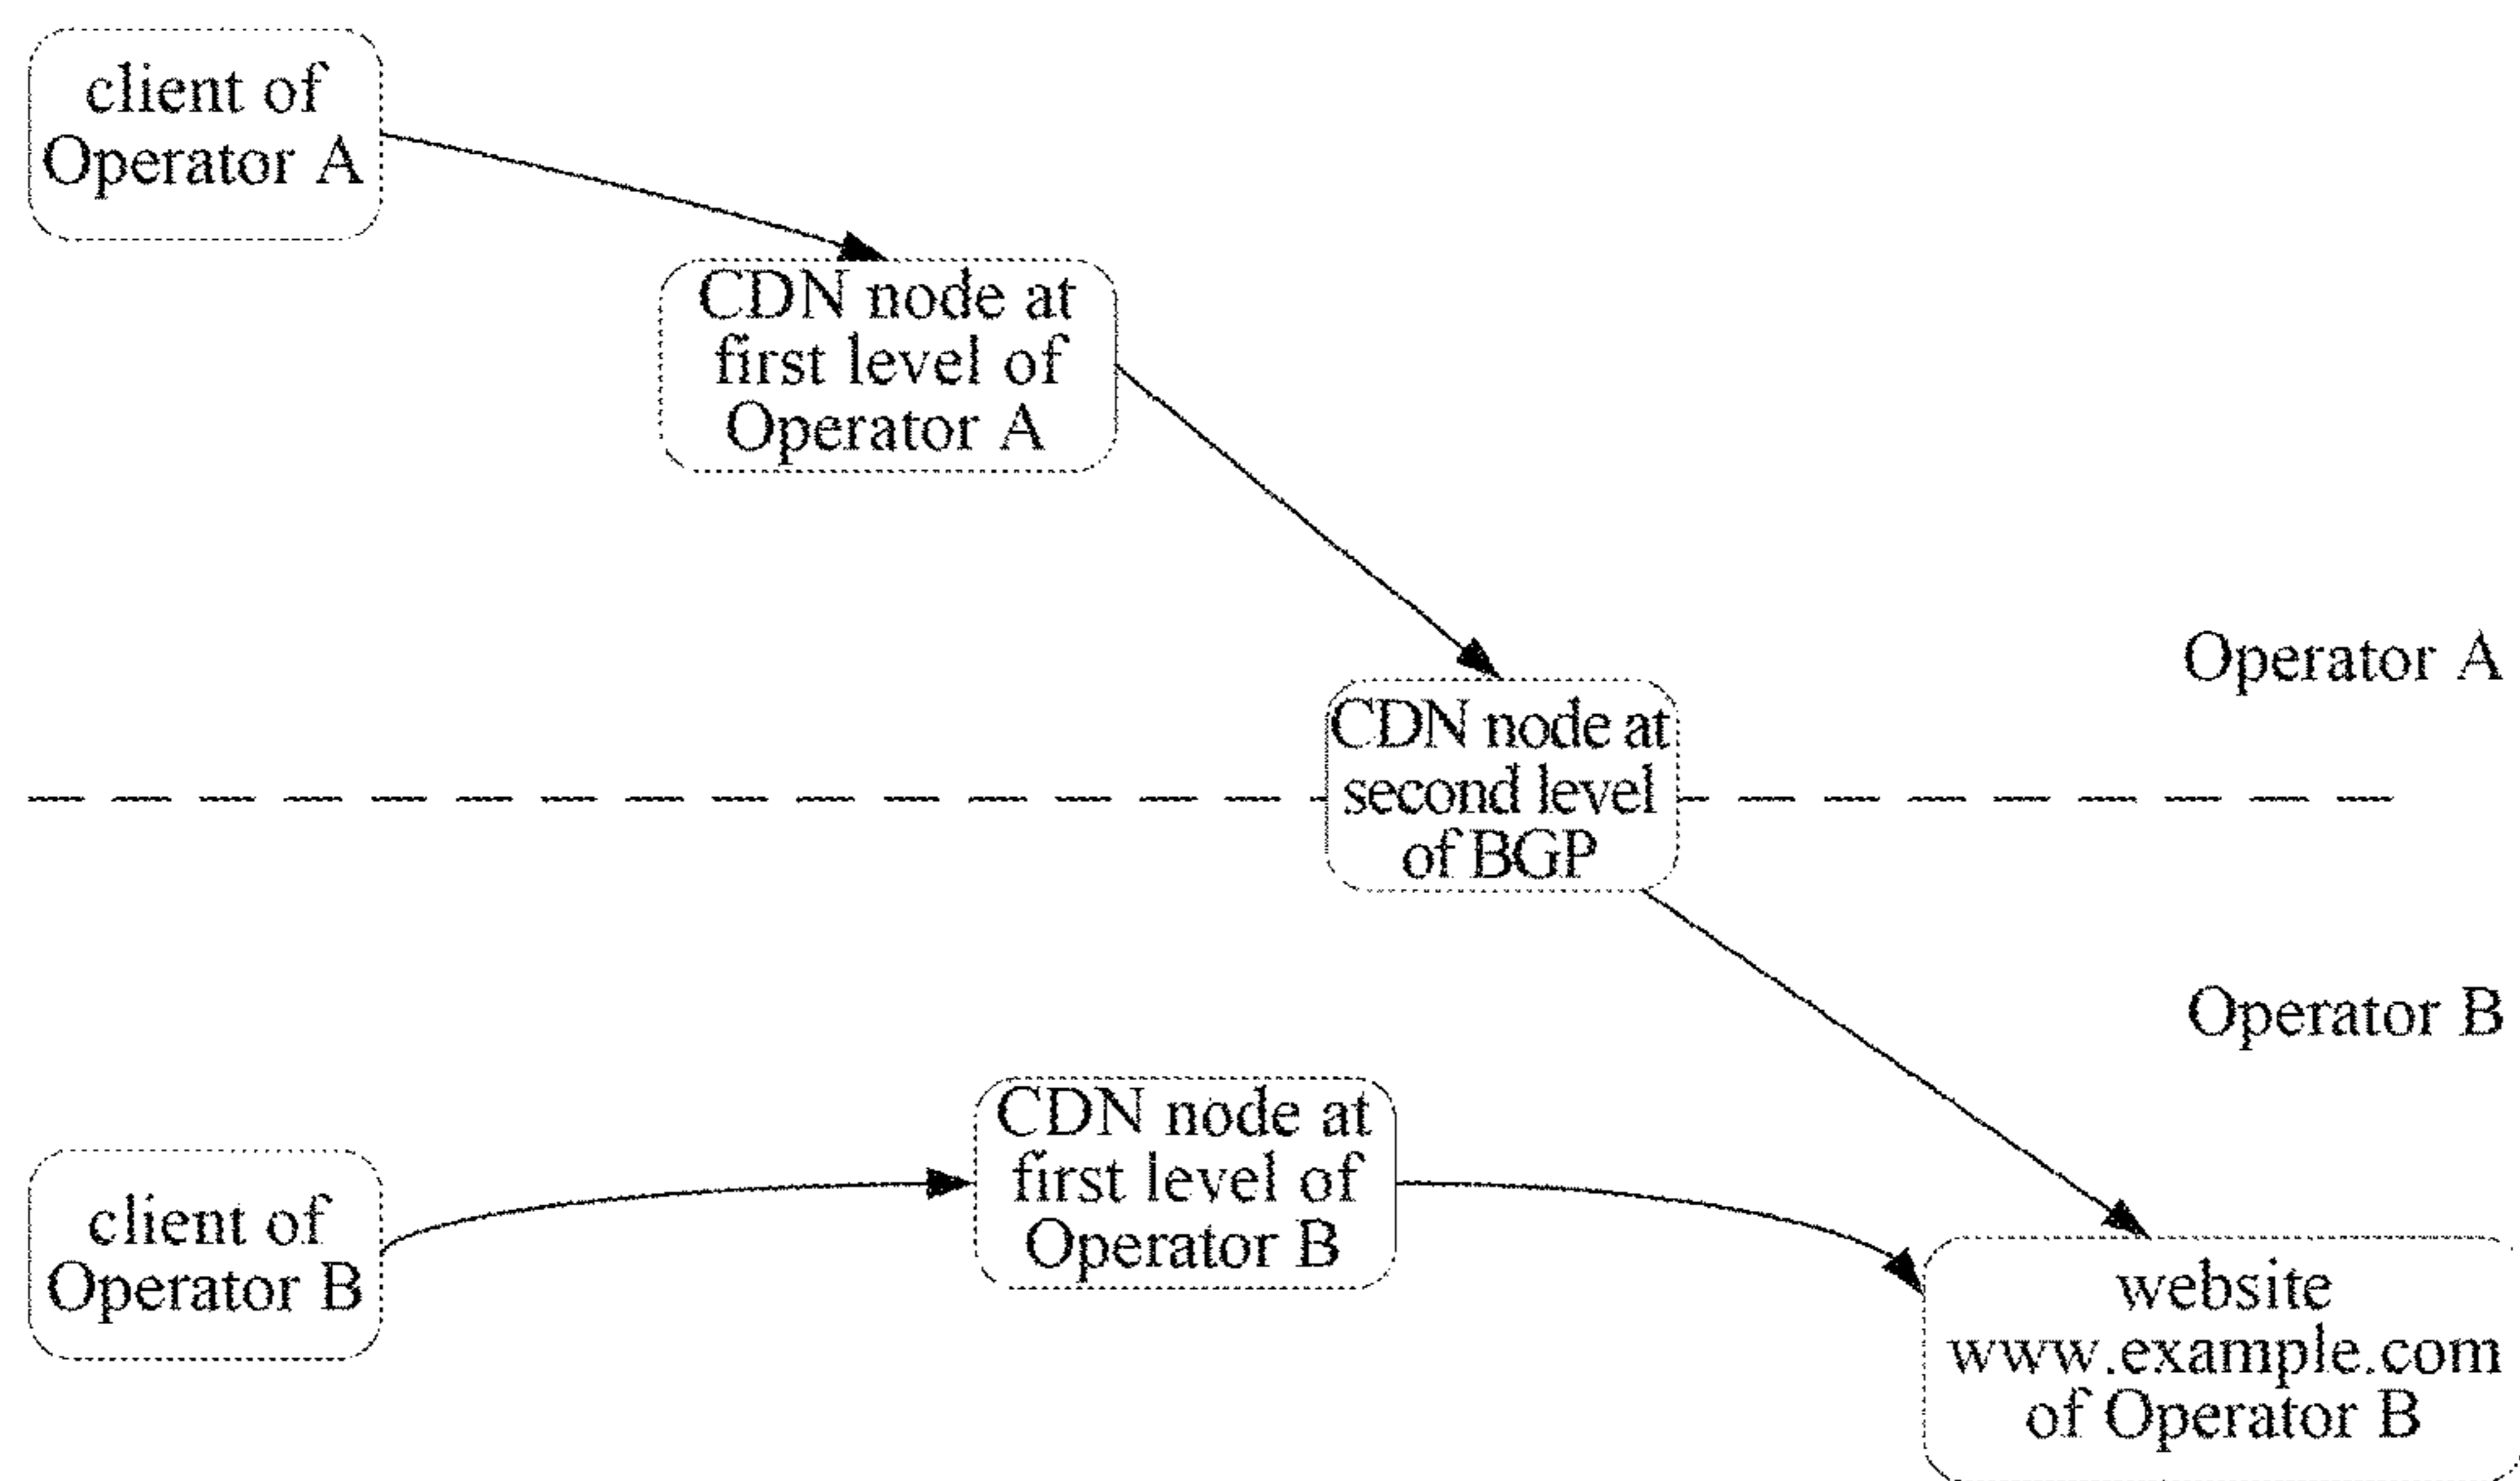 client of
Operator A
CDN node at
first level of
Operator A
Operator A
CDN node at
second level
of BGP
Operator B
CDN node at
first level of
Operator B
client of
Operator B
website
www.example.com
of Operator B